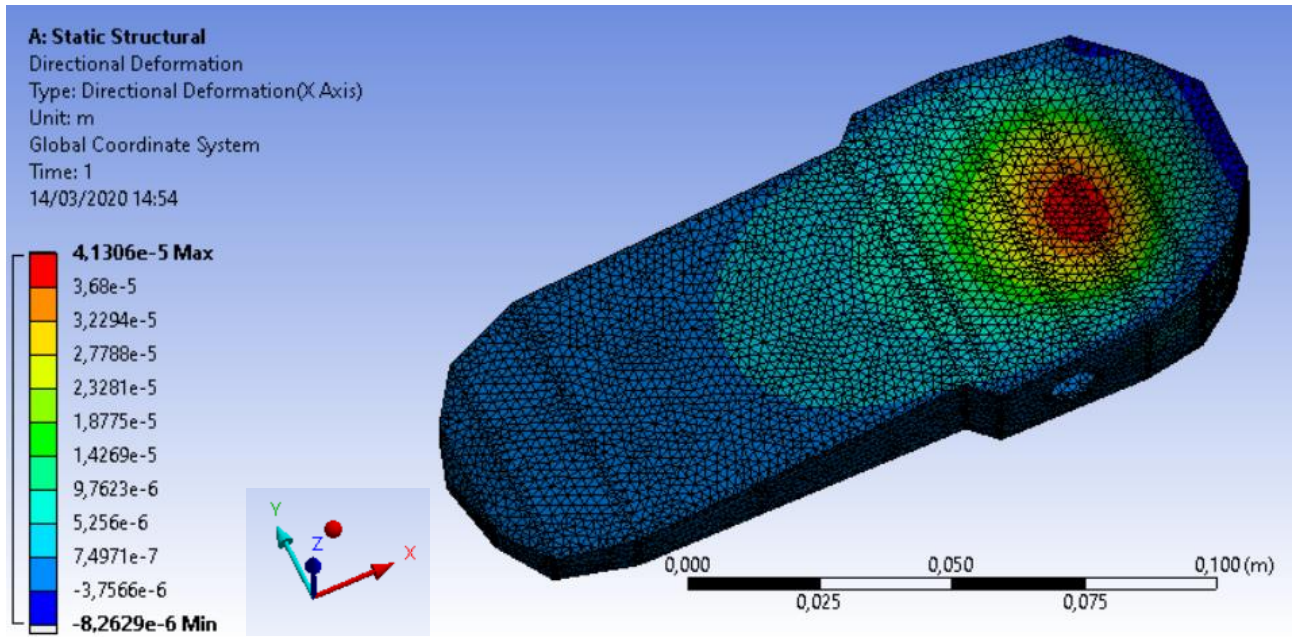 A: Static Structural
Directional Deformation
Type: Directional Deformation(X Axis)
Unit: m
Global Coordinate System
Time: 1
14/03/2020 14:54
4,1306e-5 Max
3,68e-5
3,2294e-5
2,7788e-5
2,3281e-5
1,8775e-5
1,4269e-5
9,7623e-6
5,256e-6
7,4971e-7
-3,7566e-6
-8,2629e-6 Min
Y
Z
X
0,000 0,050 0,100 (m)
0,025 0,075